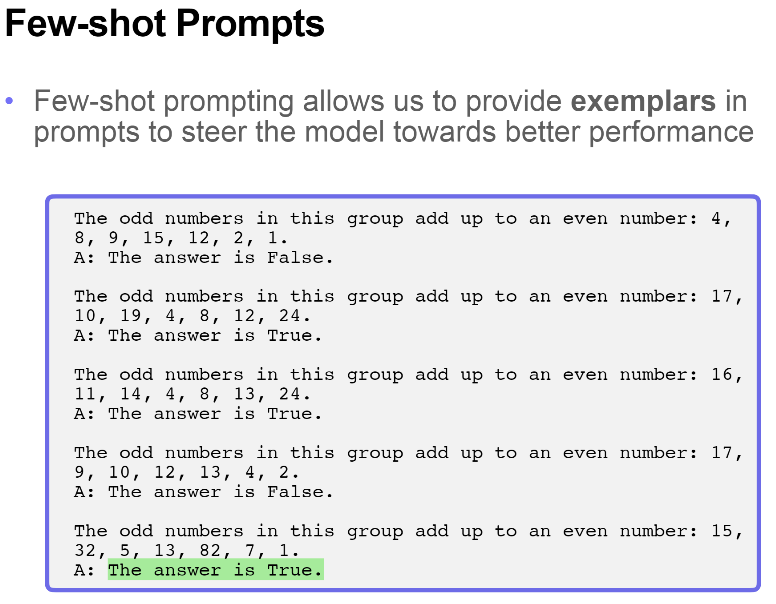 Few-shot Prompts
• Few-shot prompting allows us to provide exemplars in
prompts to steer the model towards better performance
The odd numbers in this group add up to an even number: 4,
8, 9, 15, 12, 2, 1.
A: The answer is False.
The odd numbers in this group add up to an even number: 17,
10, 19, 4, 8, 12, 24.
A: The answer is True.
The odd numbers in this group add up to an even number: 16,
11, 14, 4, 8, 13, 24.
A: The answer is True.
The odd numbers in this group add up to an even number: 17,
9, 10, 12, 13, 4, 2.
A: The answer is False.
The odd numbers in this group add up to an even number: 15,
32, 5, 13, 82, 7, 1.
A: The answer is True.